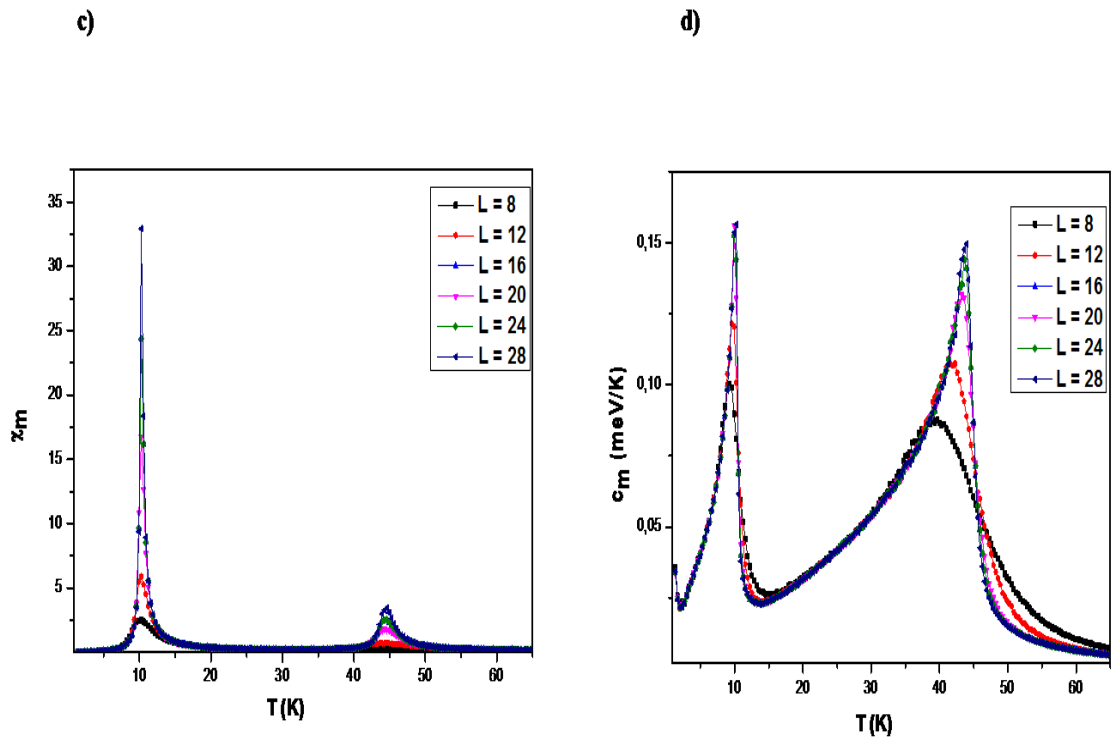 c)
35
30
25
20
15
10
5
χm
10 20 30 40 50 60
T (K)
L = 8
L = 12
L = 16
L = 20
L = 24
L = 28
d)
0,15
0,10
0,05
cm (meV/K)
10 20 30 40 50 60
T (K)
L = 8
L = 12
L = 16
L = 20
L = 24
L = 28